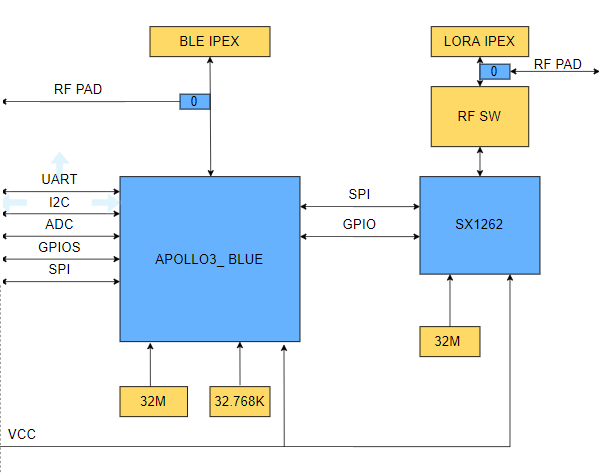 BLE IPEX
LORA IPEX
0
RF PAD
0
RF PAD
RF SW
UART
I2C
ADC
GPIOS
SPI
APOLLO3_ BLUE
SPI
GPIO
SX1262
32M
32M
32.768K
VCC